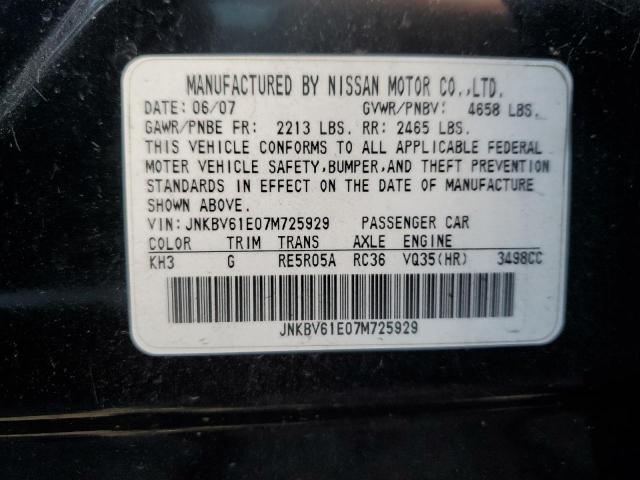 MANUFACTURED BY NISSAN MOTOR CO.,LTD.
DATE: 06/07 GVWR/PNBV: 4658 LBS.
GAWR/PNBE FR: 2213 LBS. RR: 2465 LBS.
THIS VEHICLE CONFORMS TO ALL APPLICABLE FEDERAL
MOTER VEHICLE SAFETY,BUMPER,AND THEFT PREVENTION
STANDARDS IN EFFECT ON THE DATE OF MANUFACTURE
SHOWN ABOVE.
VIN: JNKBV61E07M725929 PASSENGER CAR
COLOR TRIM TRANS AXLE ENGINE
KH3 G RE5R05A RC36 VQ35(HR) 3498CC
JNKBV61E07M725929